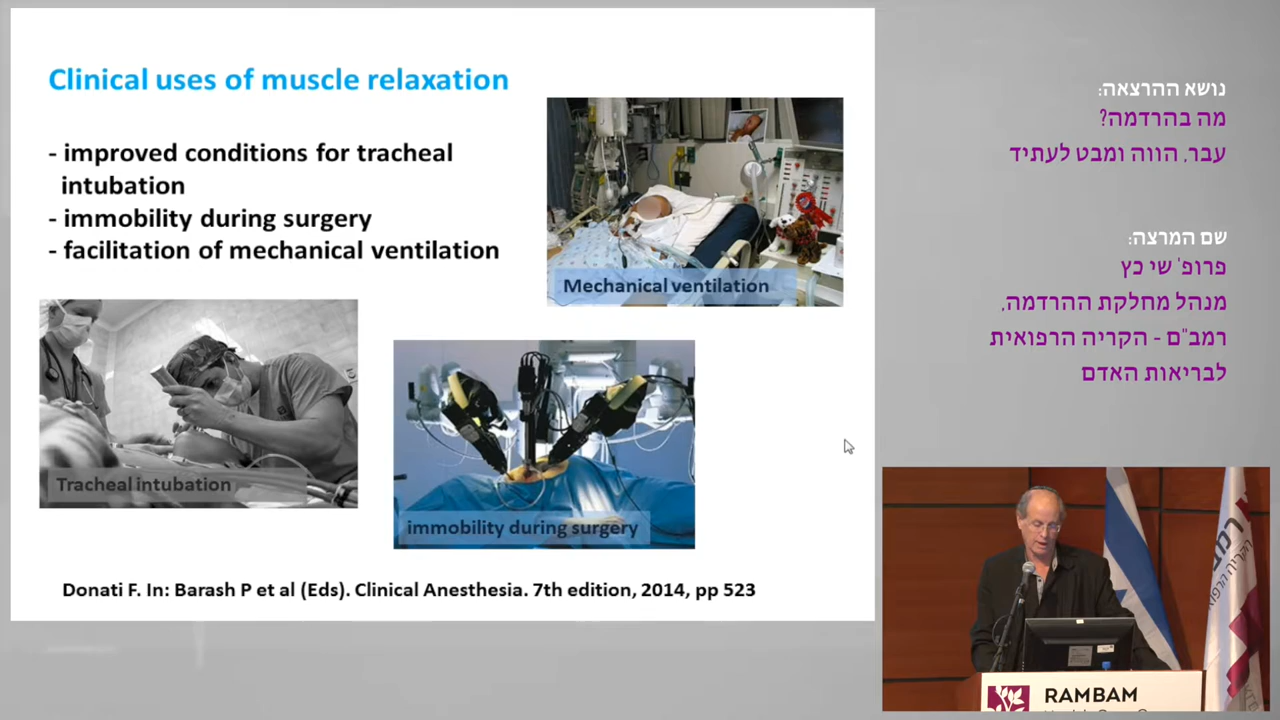 Clinical uses of muscle relaxation
- improved conditions for tracheal
intubation
- immobility during surgery
- facilitation of mechanical ventilation
Mechanical ventilation
Tracheal intubation
immobility during surgery
Donati F. In: Barash P et al (Eds). Clinical Anesthesia. 7th edition, 2014, pp 523
נושא ההרצאה:
מה בהרדמה?
עבר, הווה ומבט לעתיד
שם המרצה:
פרופ' שי כץ
מנהל מחלקת ההרדמה,
רמב"ם - הקריה הרפואית
לבריאות האדם
RAMBAM